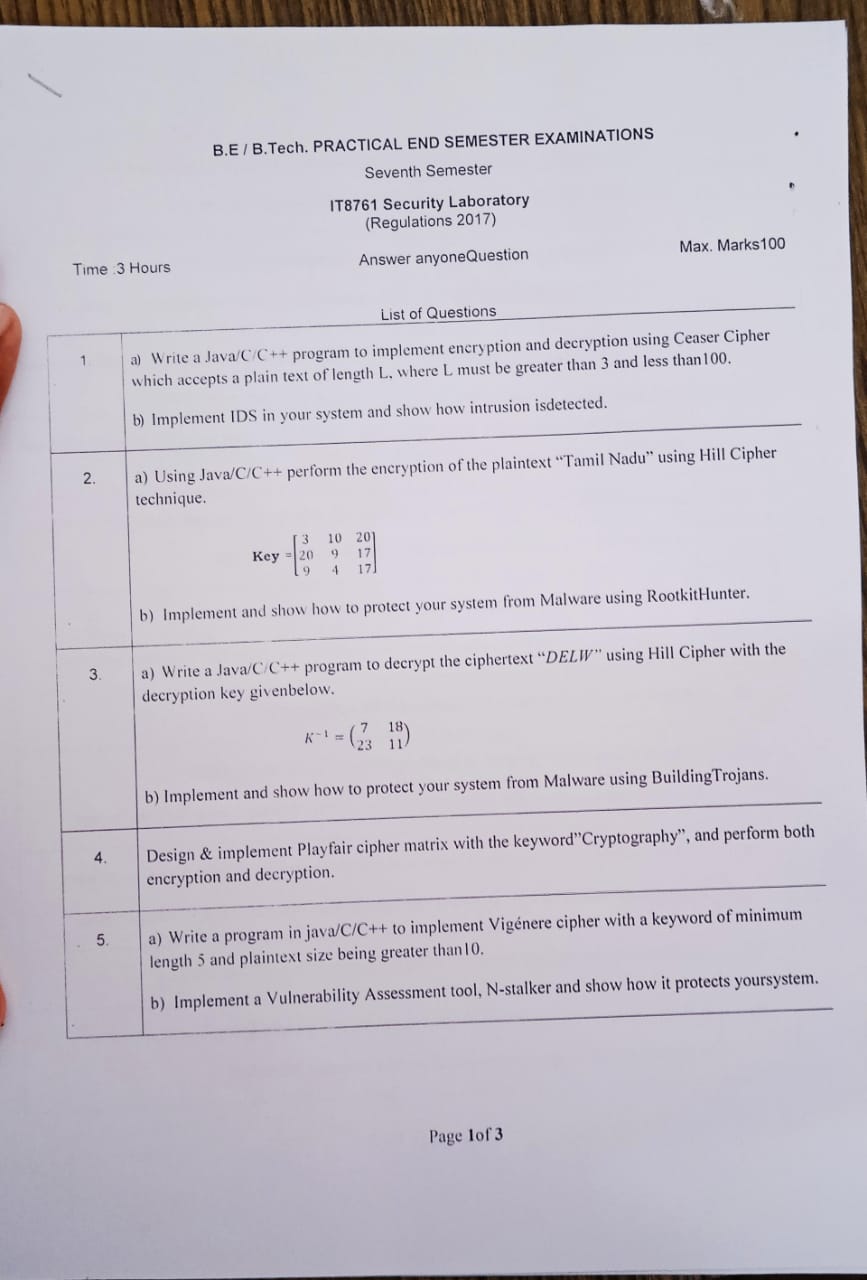 B.E / B.Tech. PRACTICAL END SEMESTER EXAMINATIONS
Seventh Semester
IT8761 Security Laboratory
(Regulations 2017)
Time :3 Hours
Answer anyoneQuestion
Max. Marks100
List of Questions
1
a) Write a Java/C/C++ program to implement encryption and decryption using Ceaser Cipher
which accepts a plain text of length L, where L must be greater than 3 and less than100.
b) Implement IDS in your system and show how intrusion isdetected.
2.
a) Using Java/C/C++ perform the encryption of the plaintext “Tamil Nadu” using Hill Cipher
technique.
3 10 20
Key = 20 9 17
9 4 17
b) Implement and show how to protect your system from Malware using RootkitHunter.
3.
a) Write a Java/C/C++ program to decrypt the ciphertext “DELW” using Hill Cipher with the
decryption key givenbelow.
K⁻¹ = (7 18
23 11)
b) Implement and show how to protect your system from Malware using BuildingTrojans.
4.
Design & implement Playfair cipher matrix with the keyword”Cryptography”, and perform both
encryption and decryption.
5.
a) Write a program in java/C/C++ to implement Vigénere cipher with a keyword of minimum
length 5 and plaintext size being greater than10.
b) Implement a Vulnerability Assessment tool, N-stalker and show how it protects yoursystem.
Page 1of 3